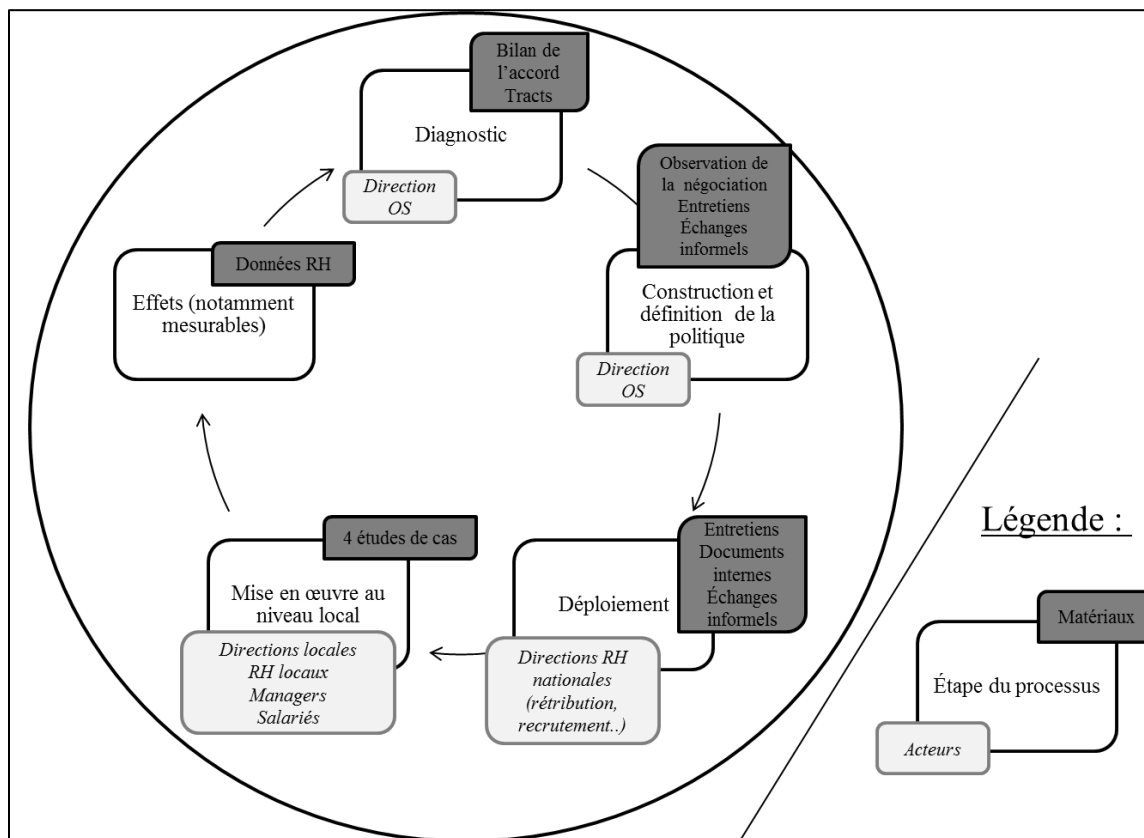 Bilan de
l'accord
Tracts
Diagnostic
Direction
OS
Observation de
la négociation
Entretiens
Échanges
informels
Construction et
définition de la
politique
Direction
OS
Entretiens
Documents
internes
Échanges
informels
Déploiement
Directions RH
nationales
(rétribution,
recrutement..)
4 études de cas
Mise en œuvre au
niveau local
Directions locales
RH locaux
Managers
Salariés
Données RH
Effets (notamment
mesurables)
Légende :
Matériaux
Étape du processus
Acteurs